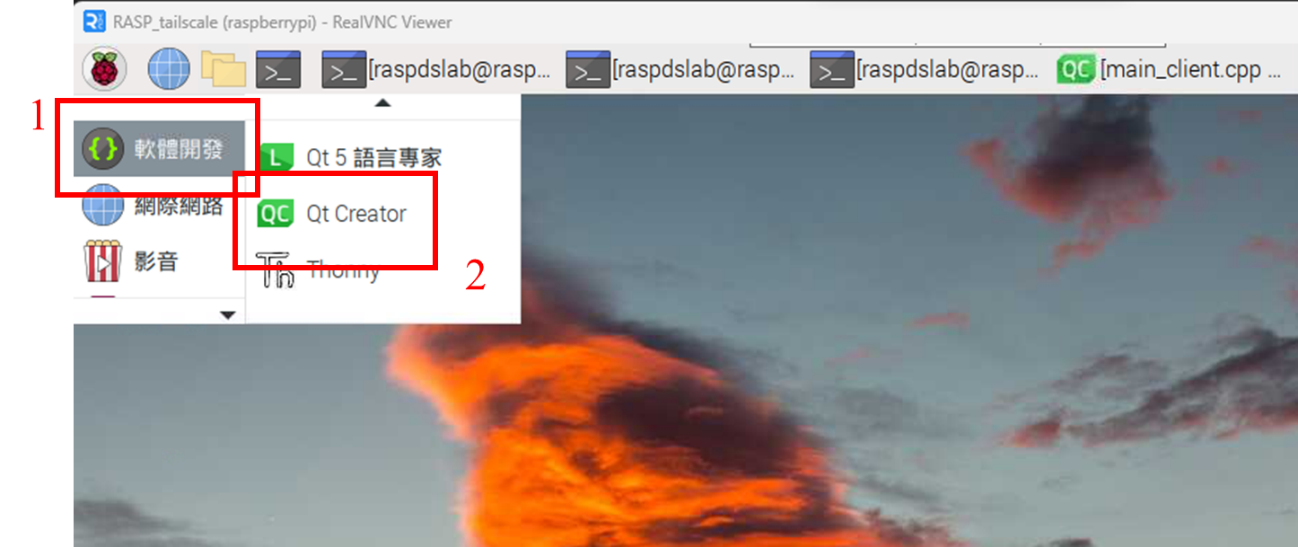 RASP_tailscale (raspberrypi) - RealVNC Viewer
[raspdslab@rasp... [raspdslab@rasp... [raspdslab@rasp... QC [main_client.cpp ...
1
軟體開發
L Qt 5 語言專家
網際網路
QC Qt Creator
影音
Th Thonny
2